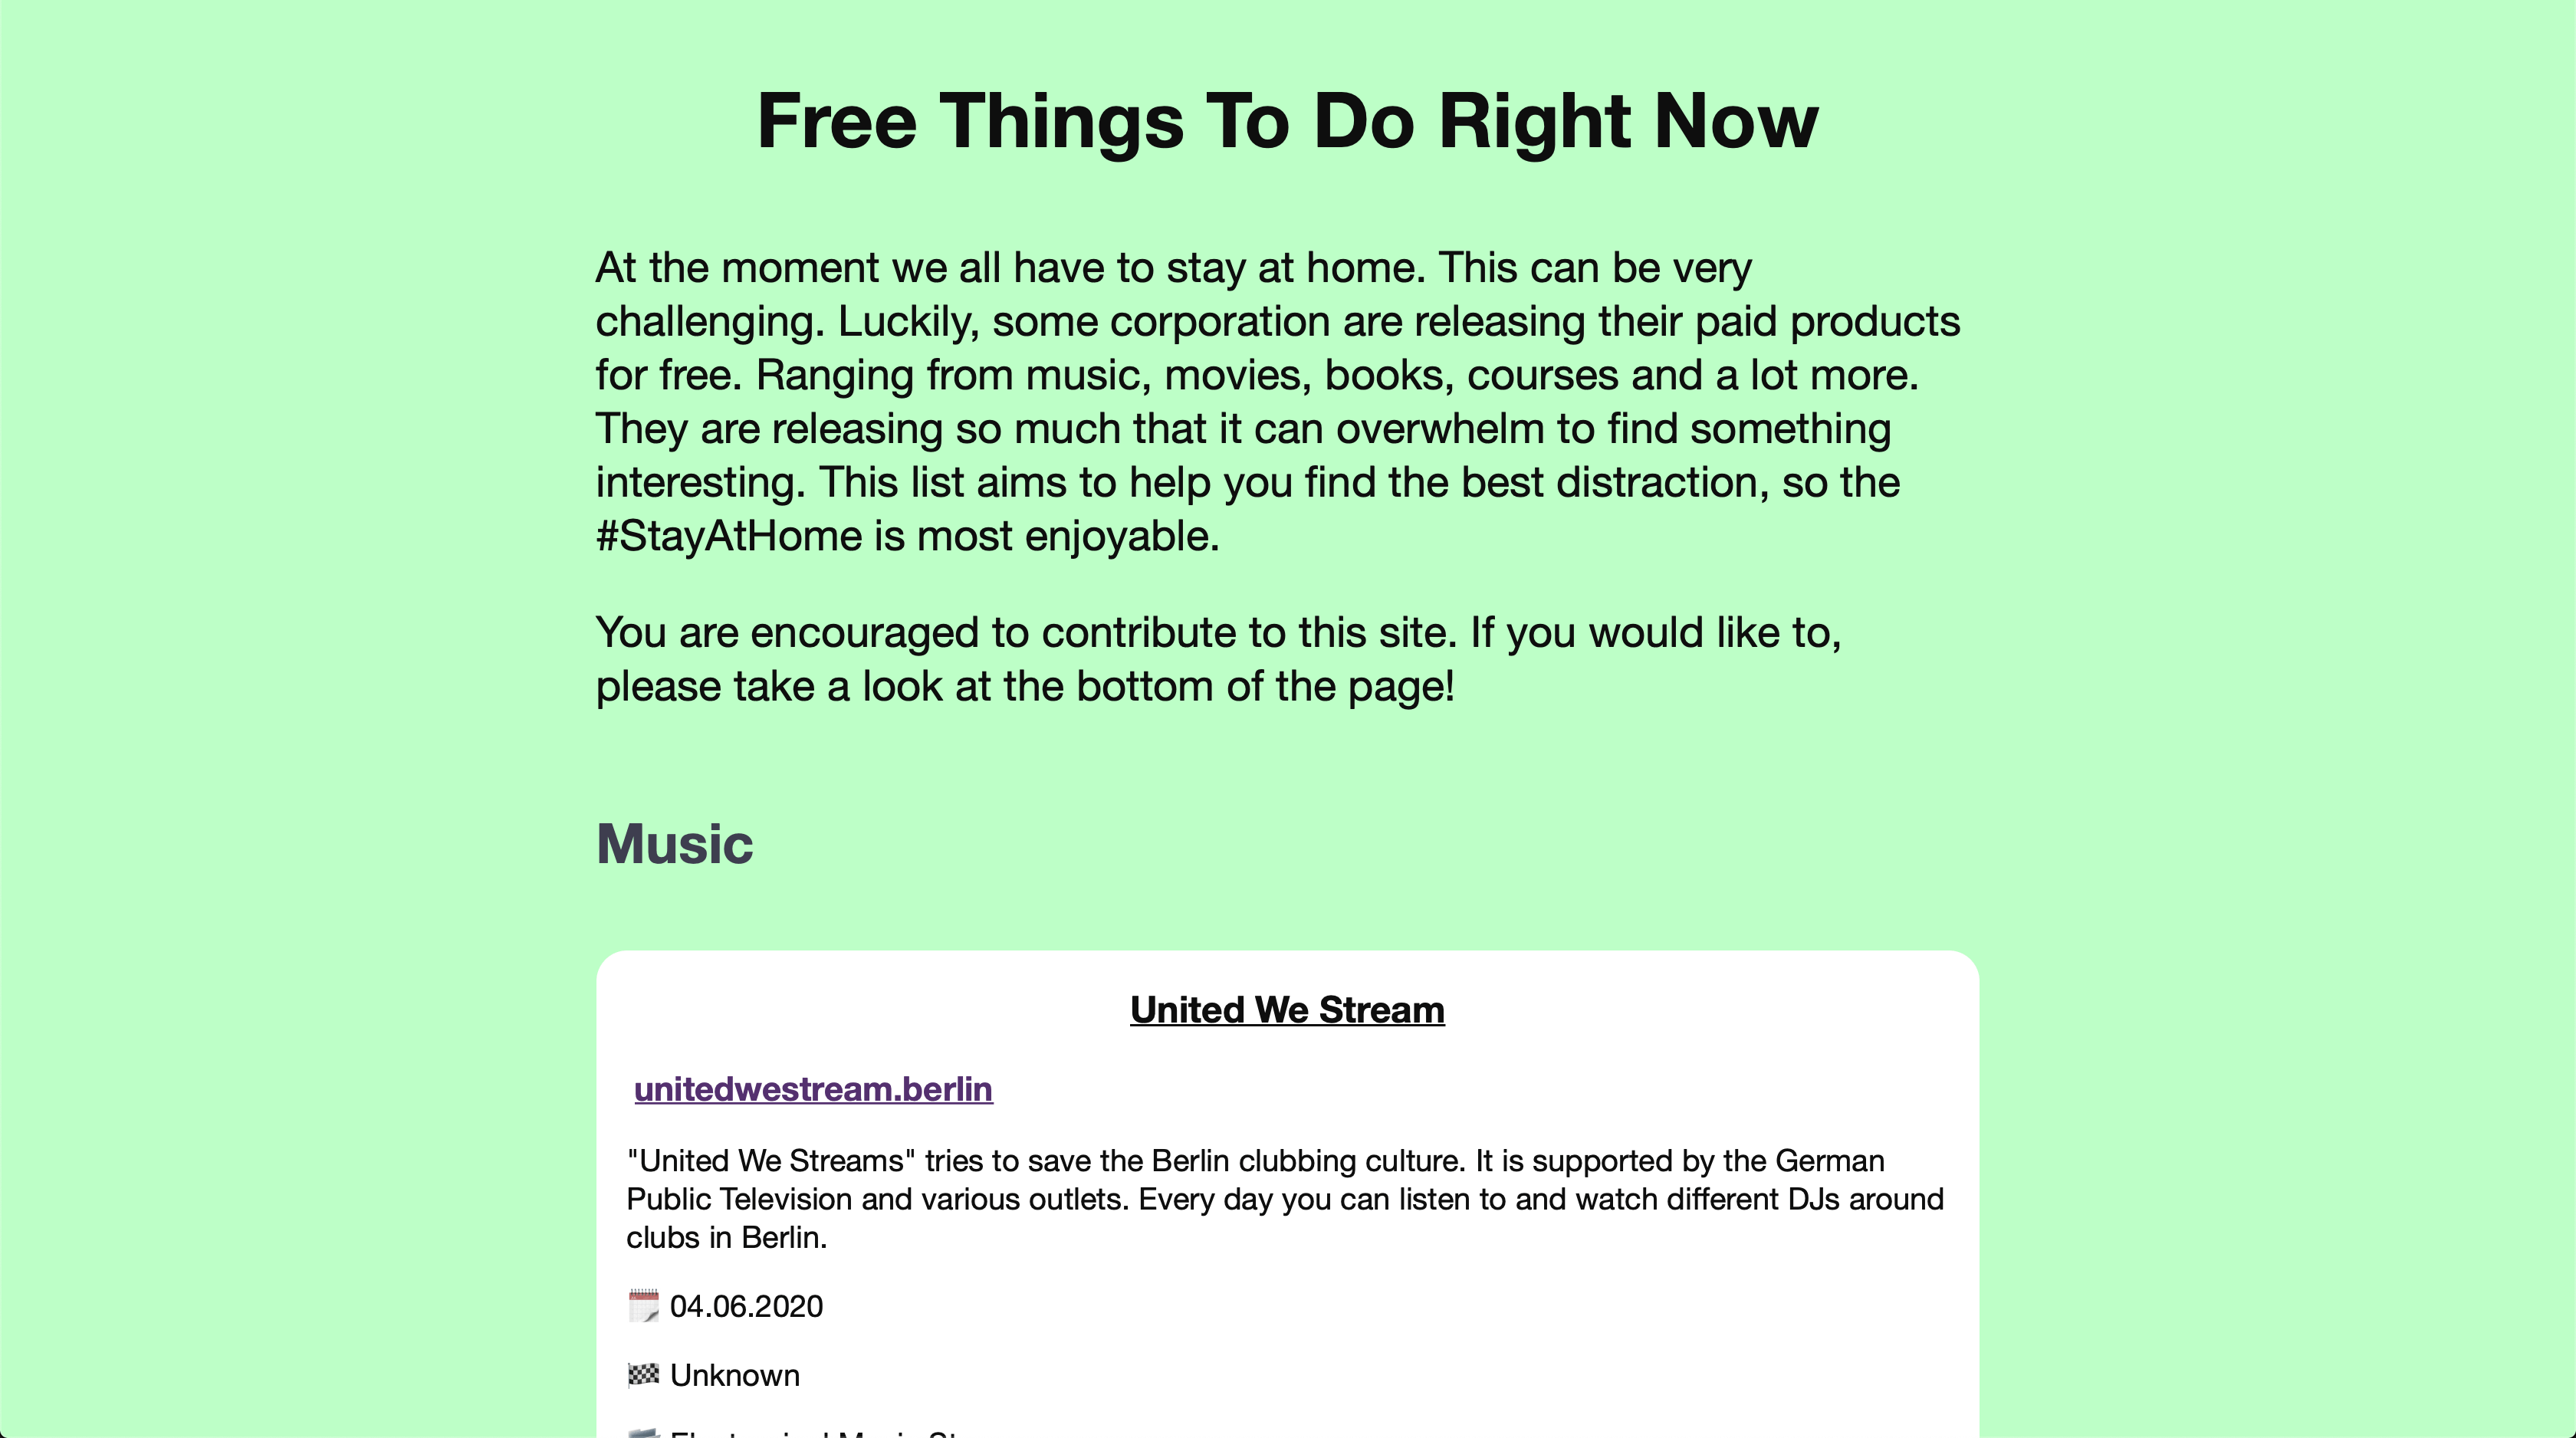 Free Things To Do Right Now
At the moment we all have to stay at home. This can be very
challenging. Luckily, some corporation are releasing their paid products
for free. Ranging from music, movies, books, courses and a lot more.
They are releasing so much that it can overwhelm to find something
interesting. This list aims to help you find the best distraction, so the
#StayAtHome is most enjoyable.
You are encouraged to contribute to this site. If you would like to,
please take a look at the bottom of the page!
Music
United We Stream
unitedwestream.berlin
"United We Streams" tries to save the Berlin clubbing culture. It is supported by the German
Public Television and various outlets. Every day you can listen to and watch different DJs around
clubs in Berlin.
04.06.2020
Unknown